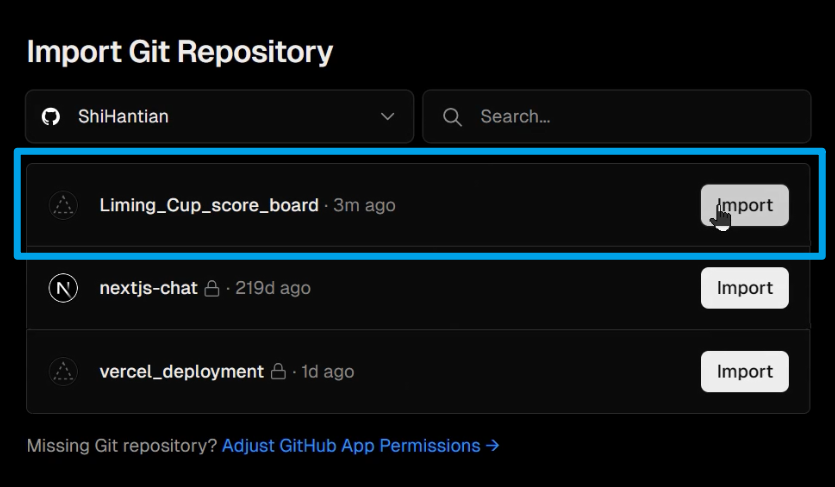 Import Git Repository
ShiHantian
Search...
Liming_Cup_score_board · 3m ago
Import
nextjs-chat · 219d ago
Import
vercel_deployment · 1d ago
Import
Missing Git repository? Adjust GitHub App Permissions →